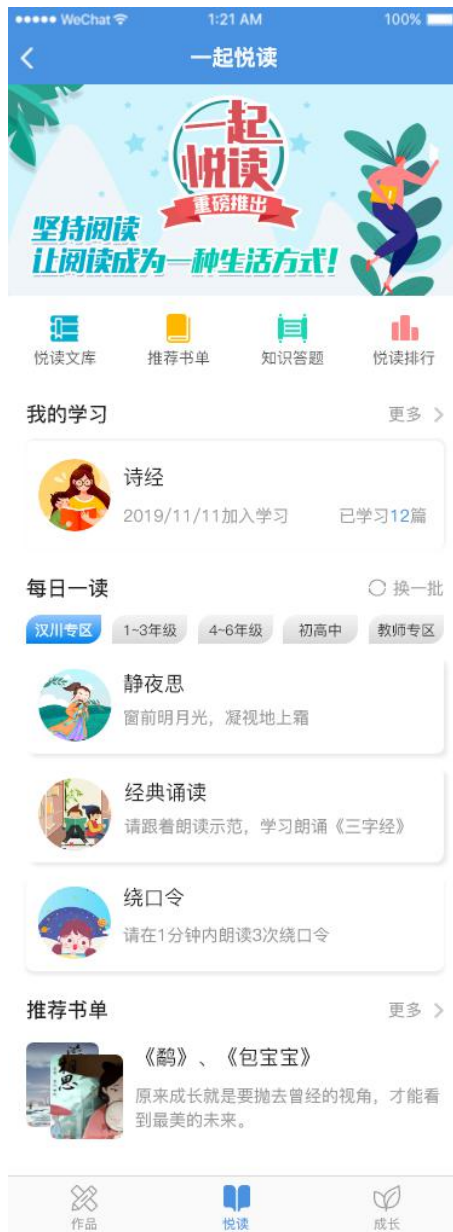 WeChat
1:21 AM
100%
一起悦读
一起
悦读
重磅推出
坚持阅读
让阅读成为一种生活方式!
悦读文库
推荐书单
知识答题
悦读排行
我的学习
更多
诗经
2019/11/11加入学习
已学习12篇
每日一读
换一批
汉川专区
1~3年级
4~6年级
初高中
教师专区
静夜思
窗前明月光，凝视地上霜
经典诵读
请跟着朗读示范，学习朗诵《三字经》
绕口令
请在1分钟内朗读3次绕口令
推荐书单
更多
《鹬》、《包宝宝》
原来成长就是要抛去曾经的视角，才能看
到最美的未来。
作品
悦读
成长